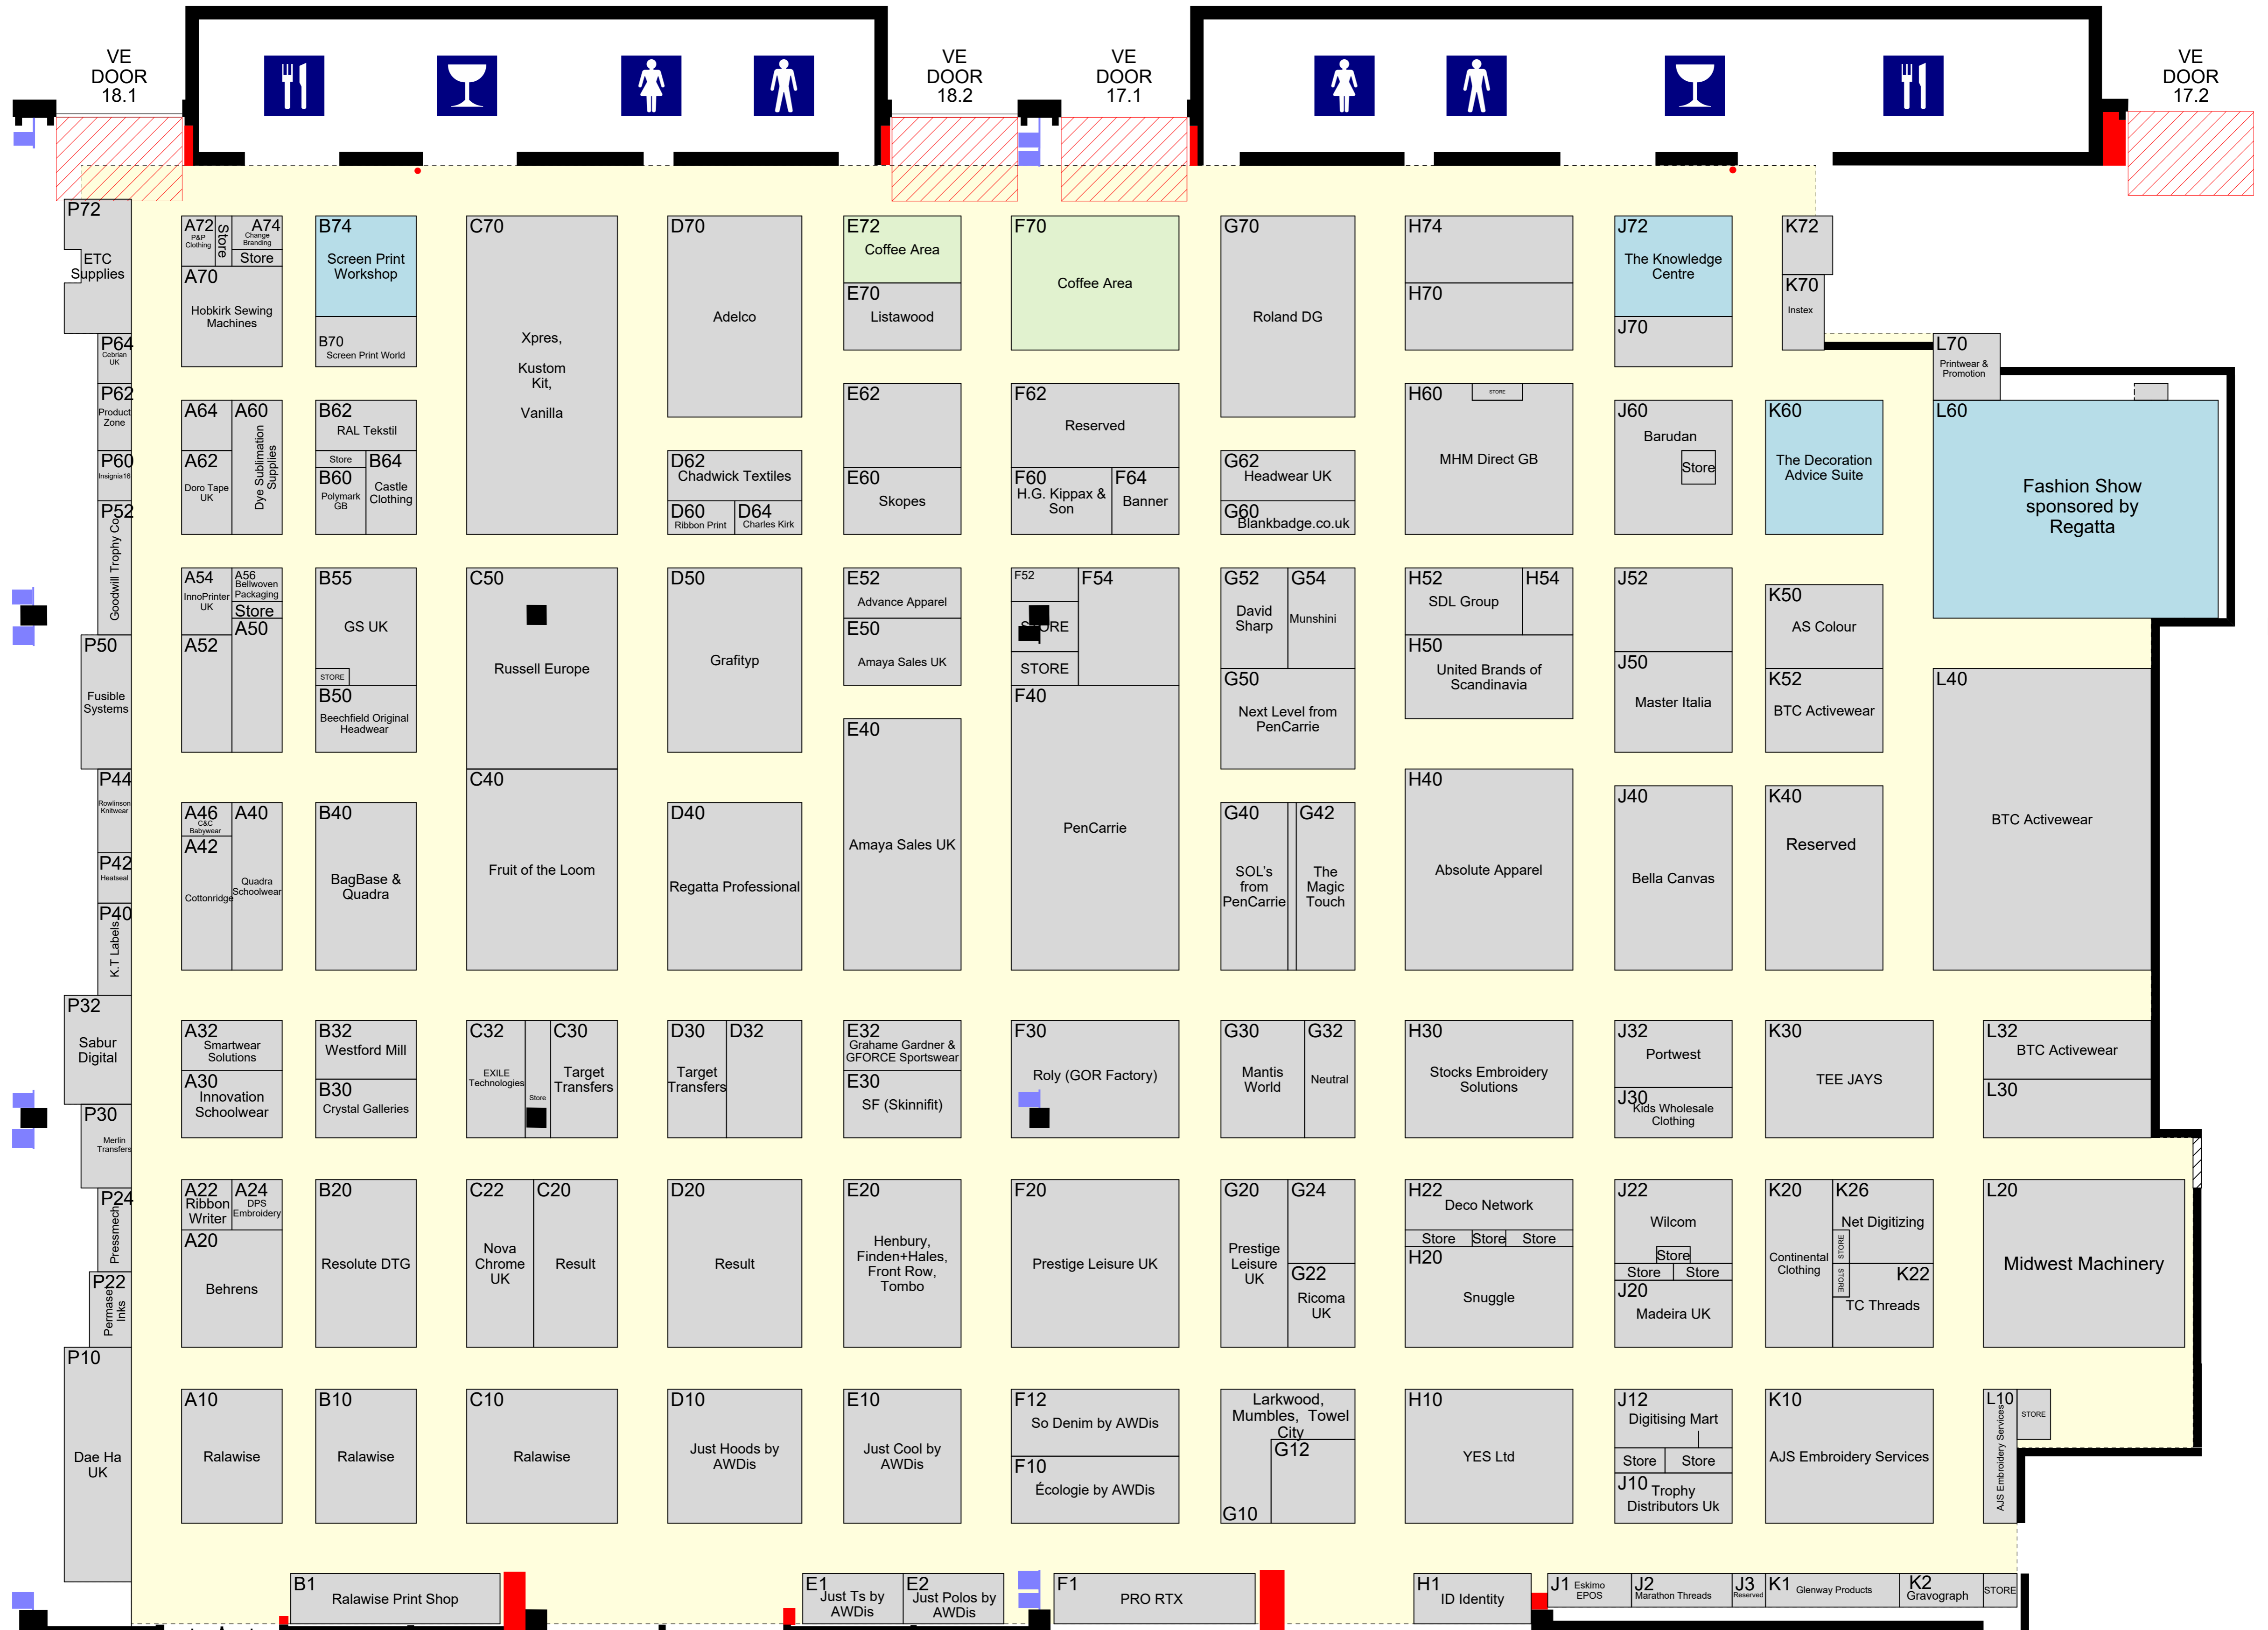 VE
DOOR
18.1
VE
DOOR
18.2
VE
DOOR
17.1
VE
DOOR
17.2
P72
ETC
Supplies
A72
P&P
Clothing
Store
A74
Change
Branding
Store
A70
Hobkirk Sewing
Machines
B74
Screen Print
Workshop
B70
Screen Print World
C70
Xpres,
Kustom
Kit,
Vanilla
D70
Adelco
E72
Coffee Area
E70
Listawood
F70
Coffee Area
G70
Roland DG
H74
H70
J72
The Knowledge
Centre
J70
K72
K70
Instex
L70
Printwear &
Promotion
P64
Cebrian
UK
P62
Product
Zone
P60
Insignia16
P52
Goodwill Trophy Co
A64
A60
Dye Sublimation
Supplies
A62
Doro Tape
UK
B62
RAL Tekstil
Store
B60
Polymark
GB
B64
Castle
Clothing
D62
Chadwick Textiles
D60
Ribbon Print
D64
Charles Kirk
E62
E60
Skopes
F62
Reserved
F60
H.G. Kippax &
Son
F64
Banner
G62
Headwear UK
G60
Blankbadge.co.uk
H60
STORE
MHM Direct GB
J60
Barudan
Store
K60
The Decoration
Advice Suite
L60
Fashion Show
sponsored by
Regatta
A54
InnoPrinter
UK
A56
Bellwoven
Packaging
Store
A50
A52
B55
GS UK
STORE
B50
Beechfield Original
Headwear
C50
Russell Europe
D50
Grafityp
E52
Advance Apparel
E50
Amaya Sales UK
F52
STORE
STORE
F54
G52
David
Sharp
G54
Munshini
G50
Next Level from
PenCarrie
H52
SDL Group
H54
H50
United Brands of
Scandinavia
J52
J50
Master Italia
K50
AS Colour
K52
BTC Activewear
L40
BTC Activewear
P50
Fusible
Systems
P44
Rowlinson
Knitwear
P42
Heatseal
P40
K.T Labels
A46
C&C
Babywear
A42
Cottonridge
A40
Quadra
Schoolwear
B40
BagBase &
Quadra
C40
Fruit of the Loom
D40
Regatta Professional
E40
Amaya Sales UK
F40
PenCarrie
G40
SOL's
from
PenCarrie
G42
The
Magic
Touch
H40
Absolute Apparel
J40
Bella Canvas
K40
Reserved
P32
Sabur
Digital
P30
Merlin
Transfers
A32
Smartwear
Solutions
A30
Innovation
Schoolwear
B32
Westford Mill
B30
Crystal Galleries
C32
EXILE
Technologies
Store
C30
Target
Transfers
D30
Target
Transfers
D32
E32
Grahame Gardner &
GFORCE Sportswear
E30
SF (Skinnifit)
F30
Roly (GOR Factory)
G30
Mantis
World
G32
Neutral
H30
Stocks Embroidery
Solutions
J32
Portwest
J30
Kids Wholesale
Clothing
K30
TEE JAYS
L32
BTC Activewear
L30
P24
Pressmech
P22
Permaset
Inks
A22
Ribbon
Writer
A24
DPS
Embroidery
A20
Behrens
B20
Resolute DTG
C22
Nova
Chrome
UK
C20
Result
D20
Result
E20
Henbury,
Finden+Hales,
Front Row,
Tombo
F20
Prestige Leisure UK
G20
Prestige
Leisure
UK
G24
G22
Ricoma
UK
H22
Deco Network
Store
Store
Store
H20
Snuggle
J22
Wilcom
Store
Store
Store
J20
Madeira UK
K20
Continental
Clothing
K26
Net Digitizing
STORE
STORE
K22
TC Threads
L20
Midwest Machinery
P10
Dae Ha
UK
A10
Ralawise
B10
Ralawise
C10
Ralawise
D10
Just Hoods by
AWDis
E10
Just Cool by
AWDis
F12
So Denim by AWDis
F10
Écologie by AWDis
Larkwood,
Mumbles, Towel
City
G12
G10
H10
YES Ltd
J12
Digitising Mart
Store
Store
J10
Trophy
Distributors Uk
K10
AJS Embroidery Services
L10
AJS Embroidery Services
STORE
B1
Ralawise Print Shop
E1
Just Ts by
AWDis
E2
Just Polos by
AWDis
F1
PRO RTX
H1
ID Identity
J1
Eskimo
EPOS
J2
Marathon Threads
J3
Reserved
K1
Glenway Products
K2
Gravograph
STORE